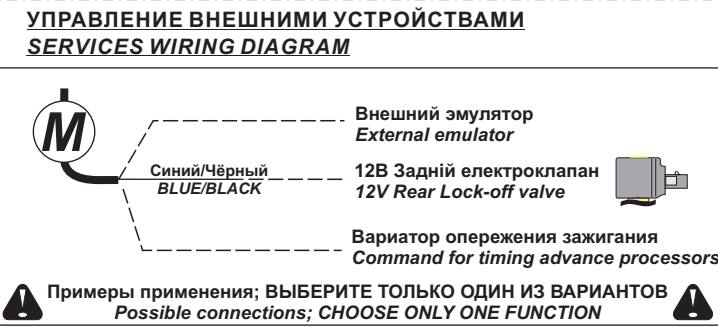 УПРАВЛЕНИЕ ВНЕШНИМИ УСТРОЙСТВАМИ
SERVICES WIRING DIAGRAM
M
Внешний эмулятор
External emulator
Синий/Чёрный
BLUE/BLACK
12В Задній електроклапан
12V Rear Lock-off valve
Вариатор опережения зажигания
Command for timing advance processors
Примеры применения; ВЫБЕРИТЕ ТОЛЬКО ОДИН ИЗ ВАРИАНТОВ
Possible connections; CHOOSE ONLY ONE FUNCTION